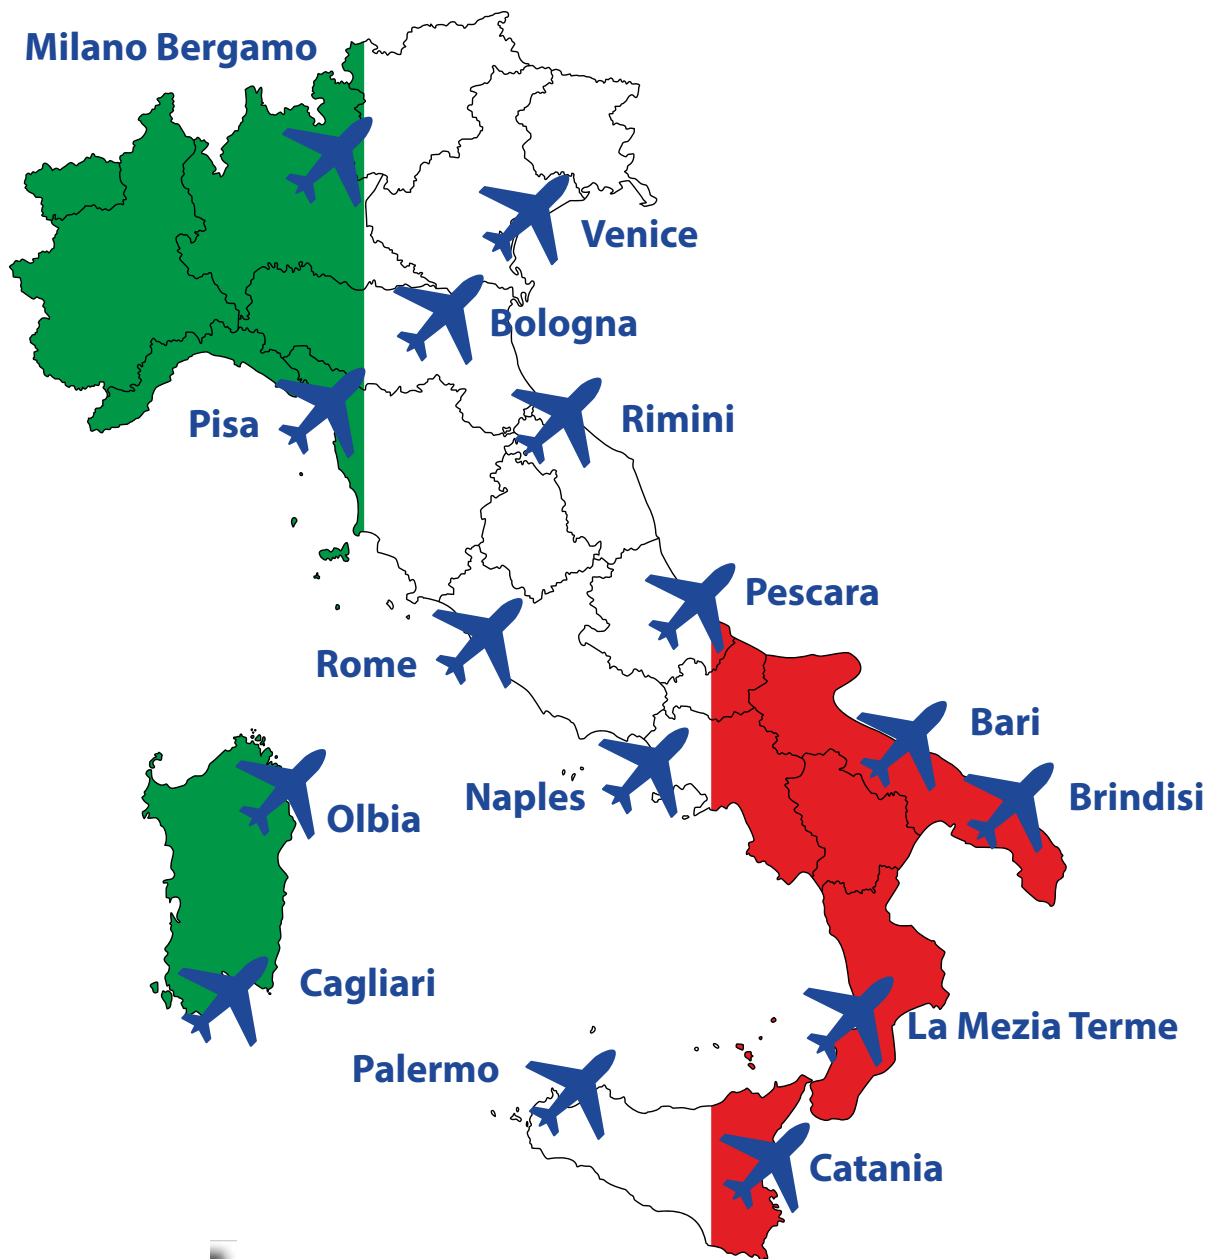 Milano Bergamo
Venice
Bologna
Pisa
Rimini
Pescara
Rome
Bari
Naples
Brindisi
Olbia
Cagliari
La Mezia Terme
Palermo
Catania